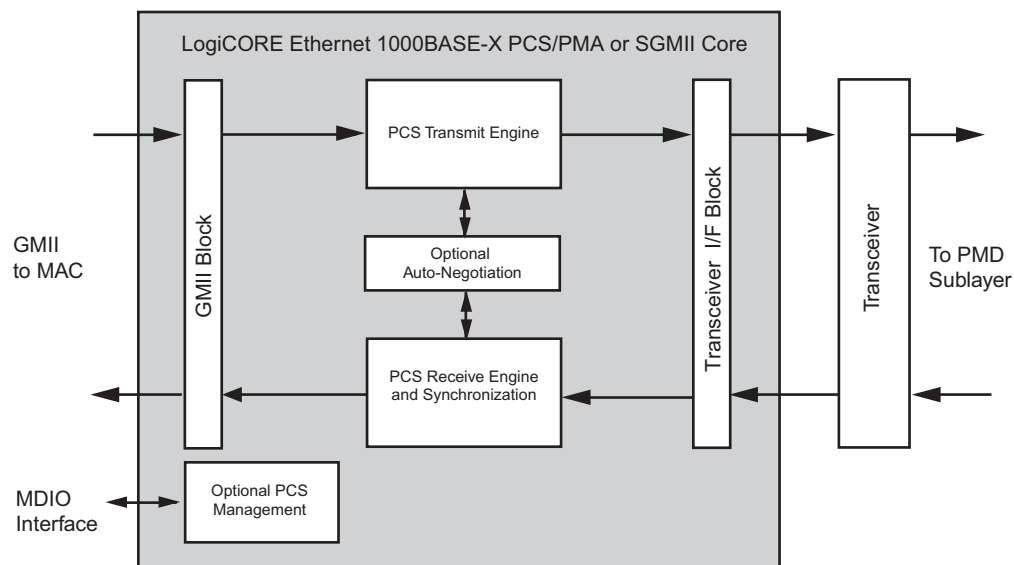 LogiCORE Ethernet 1000BASE-X PCS/PMA or SGMII Core
GMII
to MAC
GMII Block
PCS Transmit Engine
Optional
Auto-Negotiation
PCS Receive Engine
and Synchronization
Transceiver I/F Block
Transceiver
To PMD
Sublayer
MDIO
Interface
Optional PCS
Management